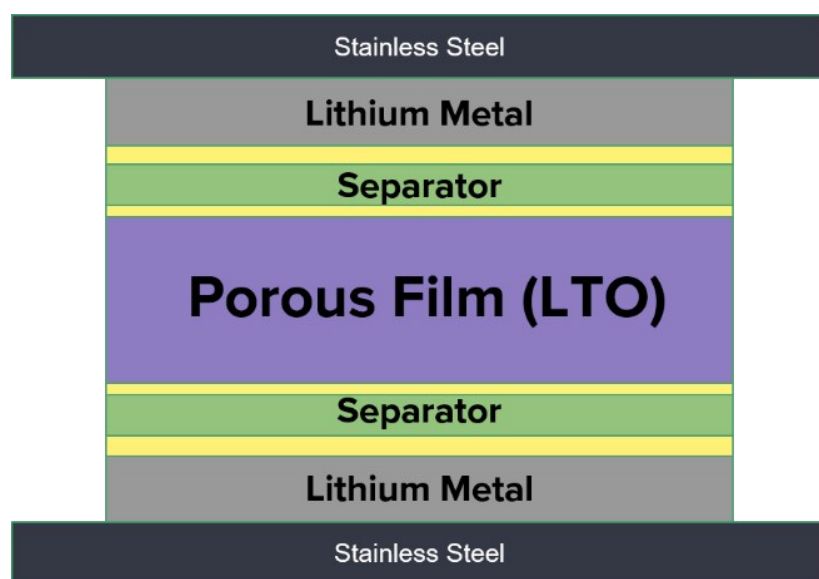 Stainless Steel
Lithium Metal
Separator
Porous Film (LTO)
Separator
Lithium Metal
Stainless Steel